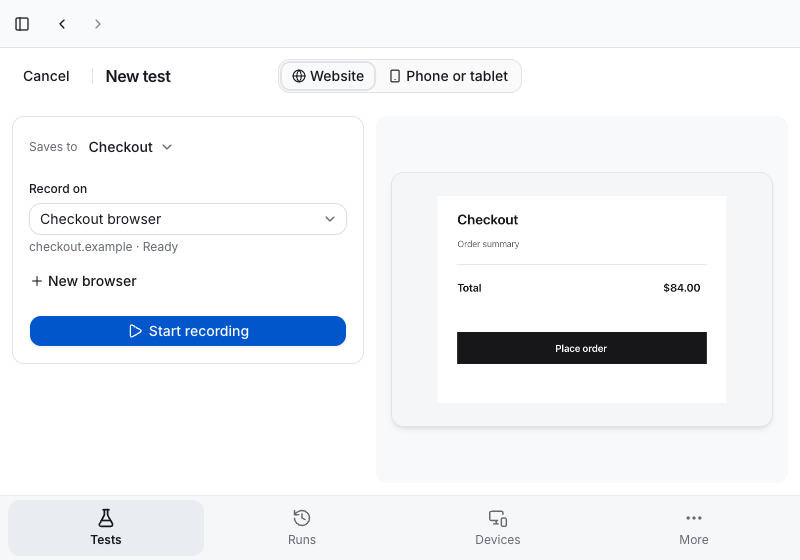 Cancel
New test
Website
Phone or tablet
Saves to Checkout
Record on
Checkout browser
checkout.example · Ready
New browser
Start recording
Checkout
Order summary
Total $84.00
Place order
Tests
Runs
Devices
More